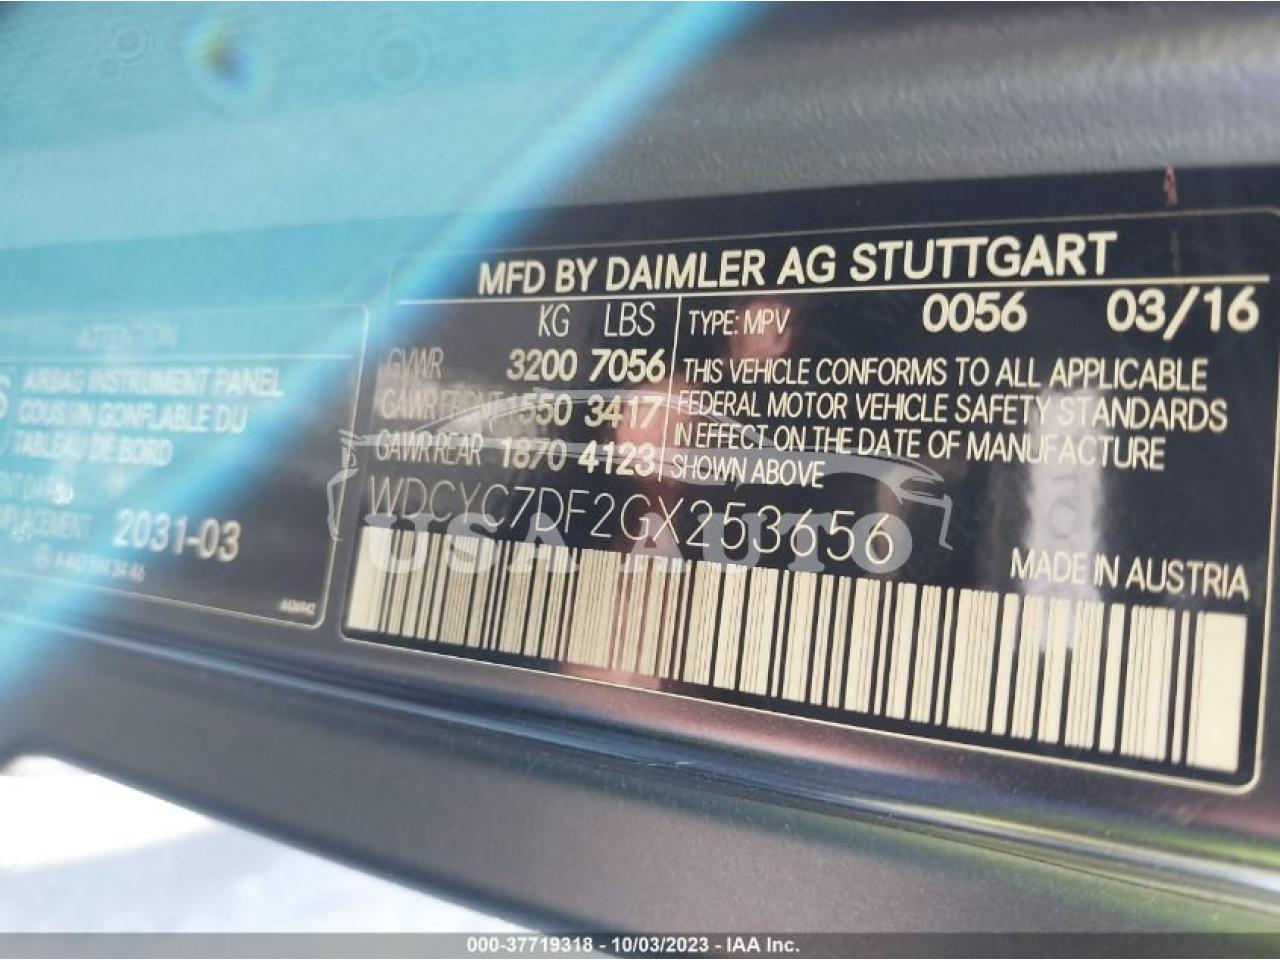 ATTENTION
AIRBAG INSTRUMENT PANEL
COUSSIN GONFLABLE DU
TABLEAU DE BORD
2031-03
MFD BY DAIMLER AG STUTTGART
KG LBS
GVWR 3200 7056
GAWR FRONT 1550 3417
GAWR REAR 1870 4123
TYPE: MPV 0056 03/16
THIS VEHICLE CONFORMS TO ALL APPLICABLE
FEDERAL MOTOR VEHICLE SAFETY STANDARDS
IN EFFECT ON THE DATE OF MANUFACTURE
SHOWN ABOVE
WDCYC7DF2GX253656
USA AUTO
MADE IN AUSTRIA
000-37719318 - 10/03/2023 - IAA Inc.